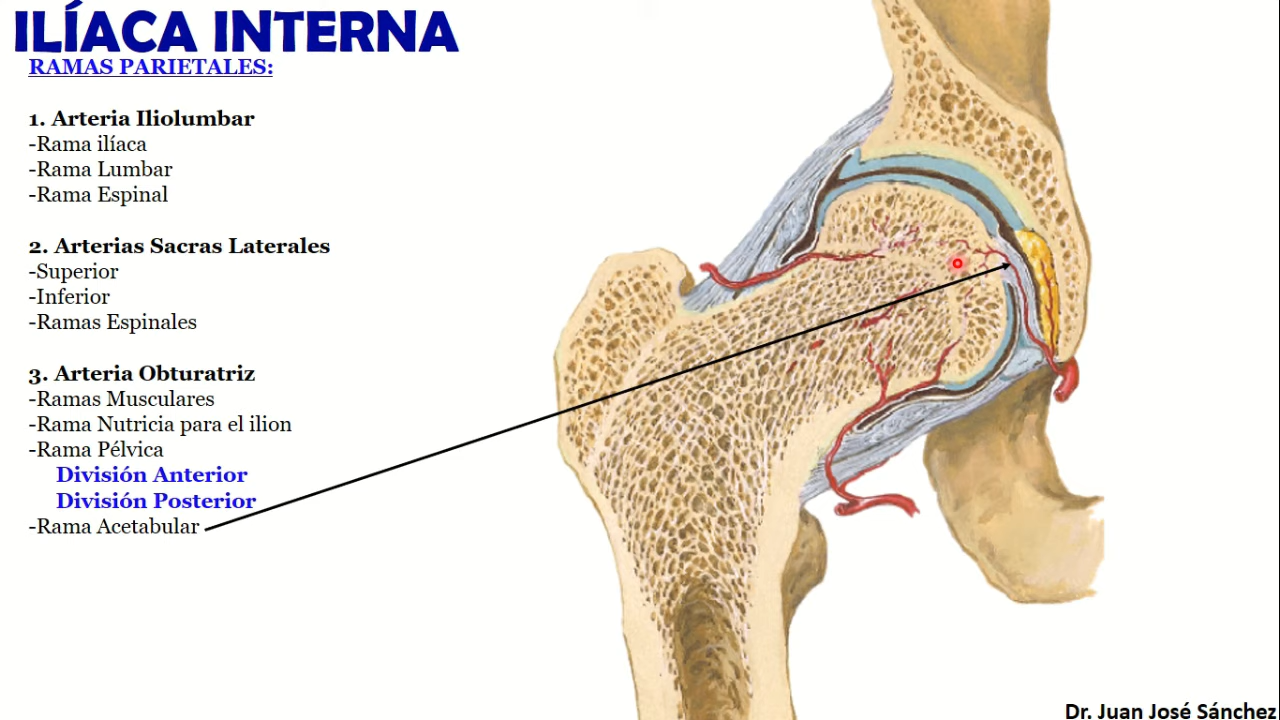 ILÍACA INTERNA
RAMAS PARIETALES:
1. Arteria Iliolumbar
-Rama ilíaca
-Rama Lumbar
-Rama Espinal
2. Arterias Sacras Laterales
-Superior
-Inferior
-Ramas Espinales
3. Arteria Obturatriz
-Ramas Musculares
-Rama Nutricia para el ilion
-Rama Pélvica
División Anterior
División Posterior
-Rama Acetabular
Dr. Juan José Sánchez